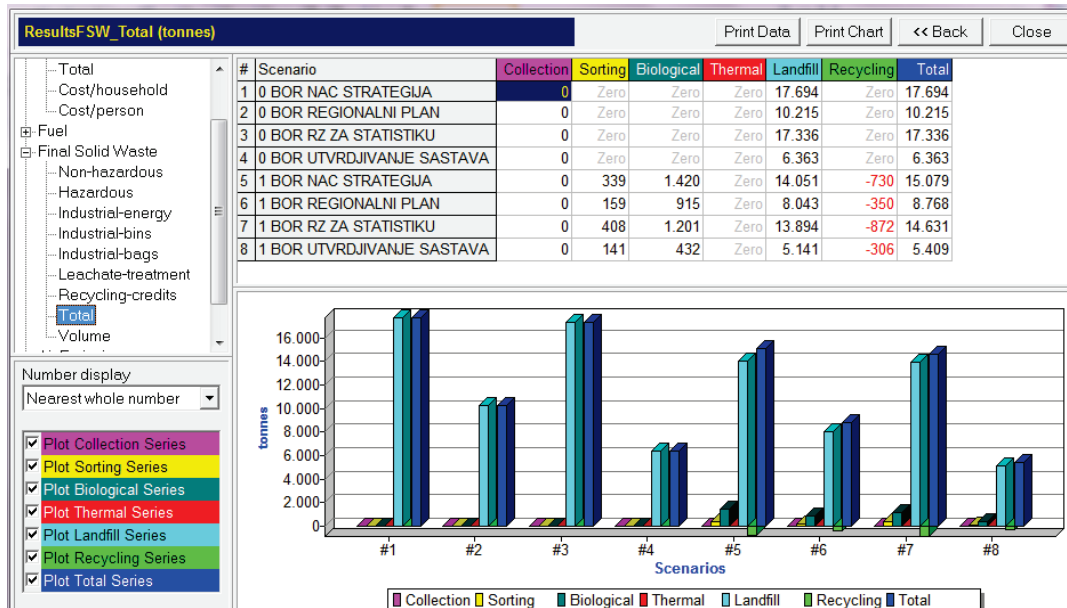 ResultsFSW_Total (tonnes)
Print Data Print Chart << Back Close
Total
Cost/household
Cost/person
Fuel
Final Solid Waste
Non-hazardous
Hazardous
Industrial-energy
Industrial-bins
Industrial-bags
Leachate-treatment
Recycling-credits
Total
Volume
Number display
Nearest whole number
Plot Collection Series
Plot Sorting Series
Plot Biological Series
Plot Thermal Series
Plot Landfill Series
Plot Recycling Series
Plot Total Series
# Scenario Collection Sorting Biological Thermal Landfill Recycling Total
1 0 BOR NAC STRATEGIJA 0 Zero Zero Zero 17.694 Zero 17.694
2 0 BOR REGIONALNI PLAN 0 Zero Zero Zero 10.215 Zero 10.215
3 0 BOR RZ ZA STATISTIKU 0 Zero Zero Zero 17.336 Zero 17.336
4 0 BOR UTVRDJIVANJE SASTAVA 0 Zero Zero Zero 6.363 Zero 6.363
5 1 BOR NAC STRATEGIJA 0 339 1.420 Zero 14.051 -730 15.079
6 1 BOR REGIONALNI PLAN 0 159 915 Zero 8.043 -350 8.768
7 1 BOR RZ ZA STATISTIKU 0 408 1.201 Zero 13.894 -872 14.631
8 1 BOR UTVRDJIVANJE SASTAVA 0 141 432 Zero 5.141 -306 5.409
16.000
14.000
12.000
10.000
8.000
6.000
4.000
2.000
0
tonnes
#1 #2 #3 #4 #5 #6 #7 #8
Scenarios
Collection Sorting Biological Thermal Landfill Recycling Total